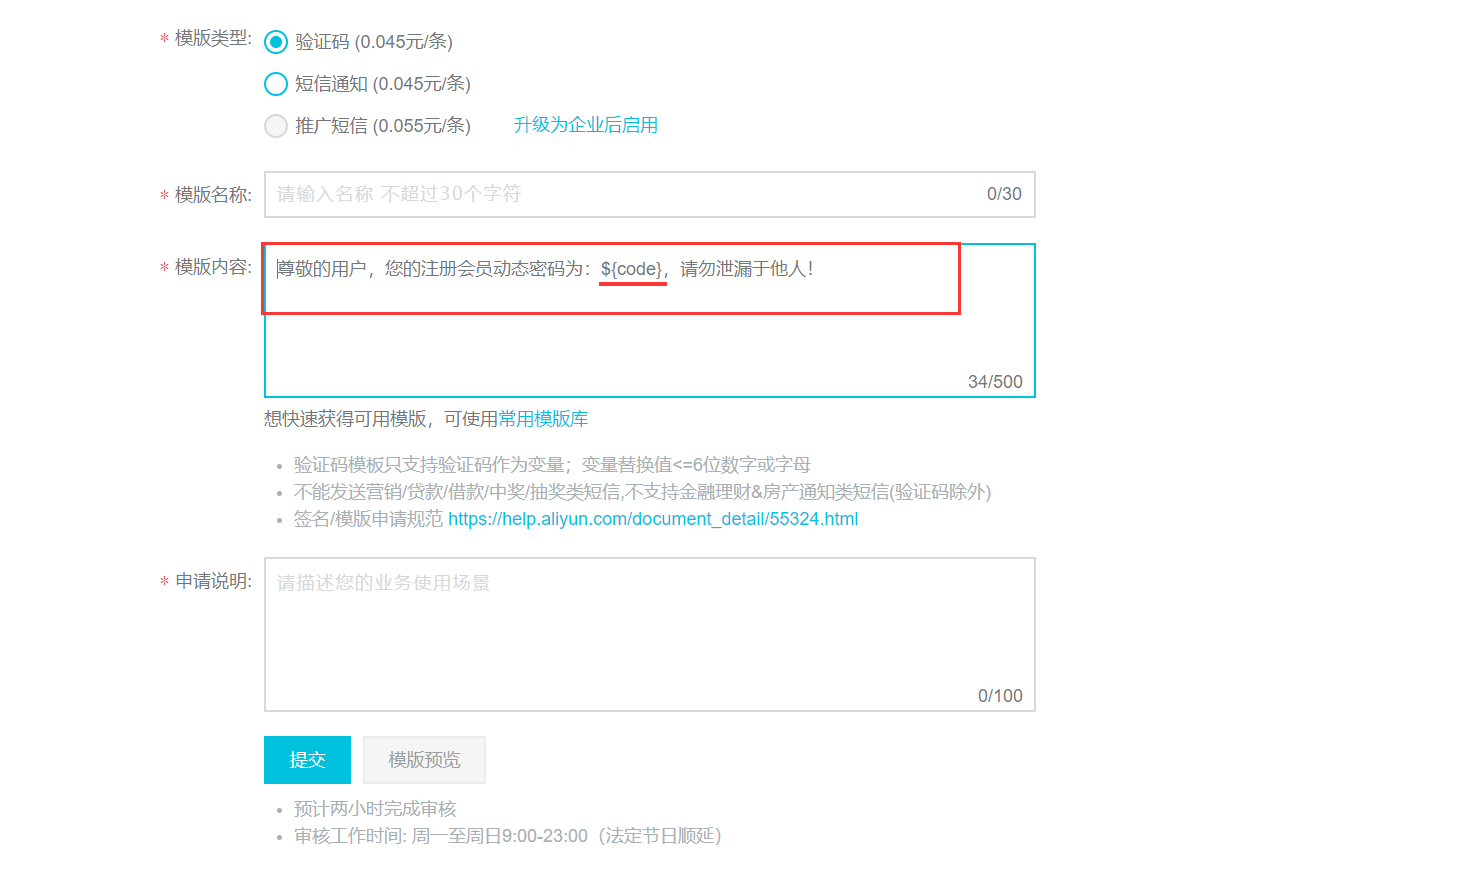 * 模版类型:
验证码 (0.045元/条)
短信通知 (0.045元/条)
推广短信 (0.055元/条) 升级为企业后启用
* 模版名称: 请输入名称 不超过30个字符 0/30
* 模版内容: 尊敬的用户，您的注册会员动态密码为：${code}，请勿泄漏于他人！
34/500
想快速获得可用模版，可使用常用模版库
• 验证码模板只支持验证码作为变量；变量替换值<=6位数字或字母
• 不能发送营销/贷款/借款/中奖/抽奖类短信,不支持金融理财&房产通知类短信(验证码除外)
• 签名/模版申请规范 https://help.aliyun.com/document_detail/55324.html
* 申请说明: 请描述您的业务使用场景
0/100
提交 模版预览
• 预计两小时完成审核
• 审核工作时间: 周一至周日9:00-23:00（法定节日顺延）